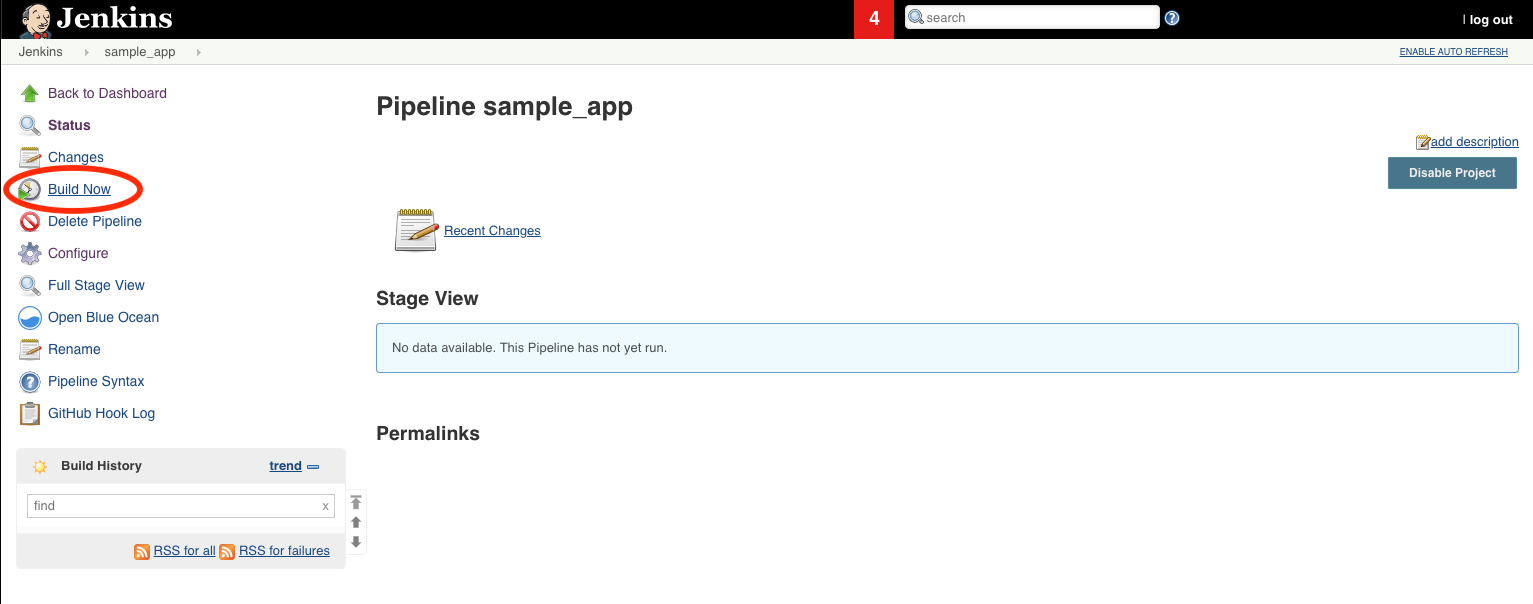 Jenkins
4
search
| log out
Jenkins sample_app
ENABLE AUTO REFRESH
Back to Dashboard
Status
Changes
Build Now
Delete Pipeline
Configure
Full Stage View
Open Blue Ocean
Rename
Pipeline Syntax
GitHub Hook Log
Build History trend
find x
RSS for all RSS for failures
Pipeline sample_app
add description
Disable Project
Recent Changes
Stage View
No data available. This Pipeline has not yet run.
Permalinks